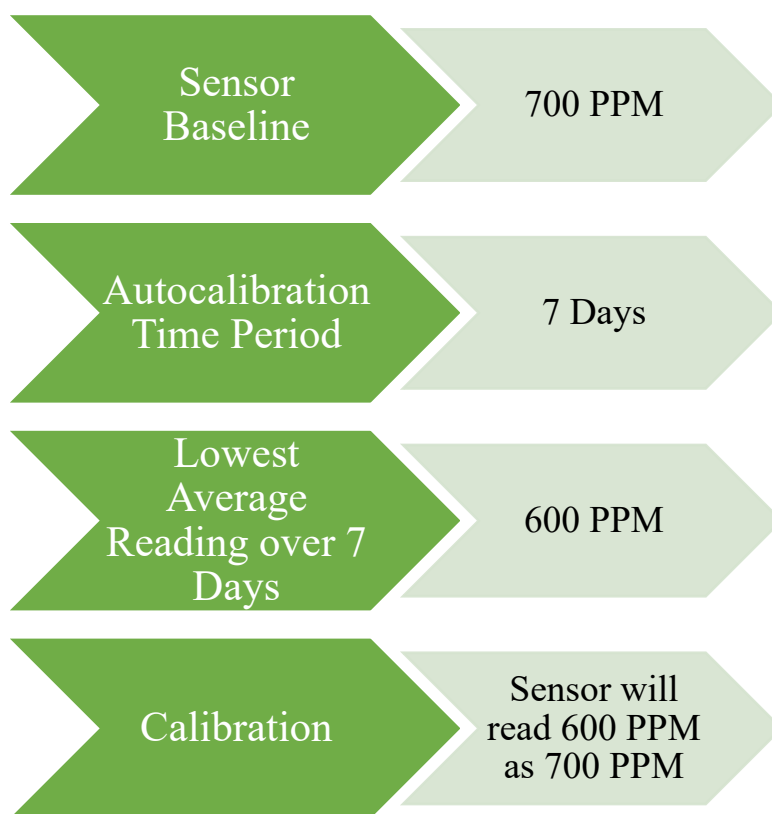 Sensor
Baseline
700 PPM
Autocalibration
Time Period
7 Days
Lowest
Average
Reading over 7
Days
600 PPM
Calibration
Sensor will
read 600 PPM
as 700 PPM